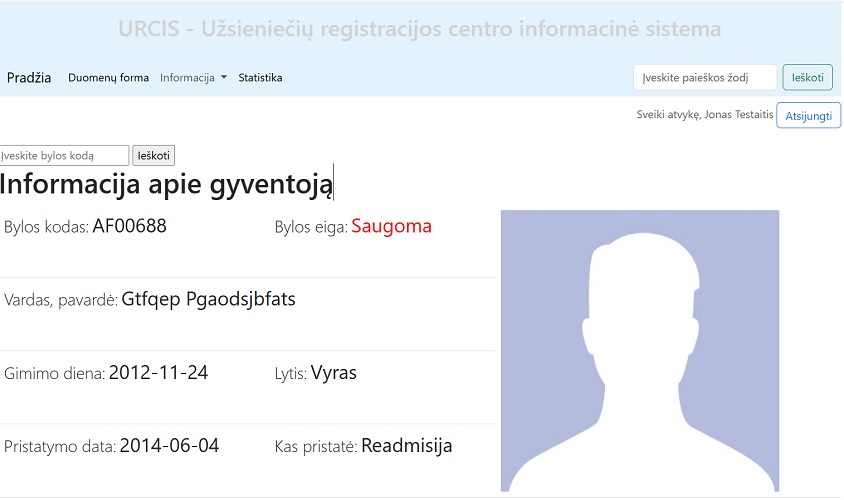 URCIS - Užsieniečių registracijos centro informacinė sistema
Pradžia Duomenų forma Informacija Statistika Įveskite paieškos žodį Ieškoti
Sveiki atvykę, Jonas Testaitis Atsijungti
Įveskite bylos kodą Ieškoti
Informacija apie gyventoją
Bylos kodas: AF00688 Bylos eiga: Saugoma
Vardas, pavardė: Gtfqep Pgaodsjbfats
Gimimo diena: 2012-11-24 Lytis: Vyras
Pristatymo data: 2014-06-04 Kas pristatė: Readmisija